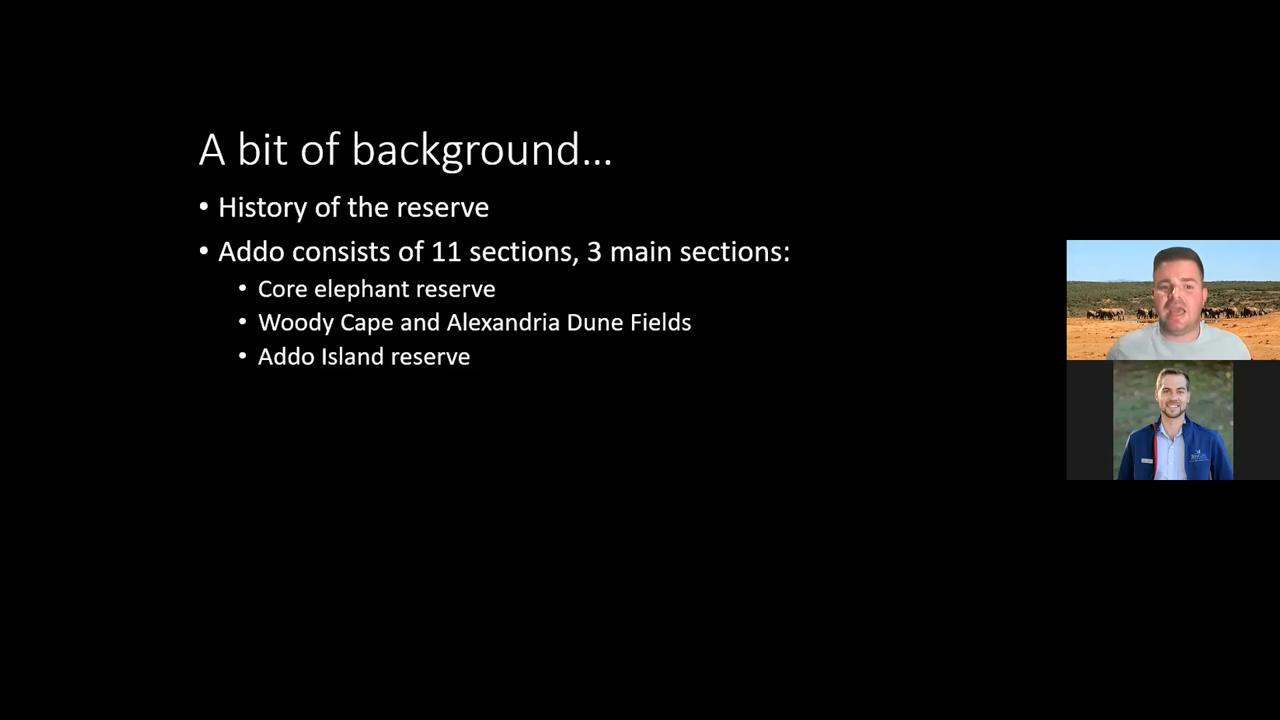 A bit of background...
• History of the reserve
• Addo consists of 11 sections, 3 main sections:
• Core elephant reserve
• Woody Cape and Alexandria Dune Fields
• Addo Island reserve